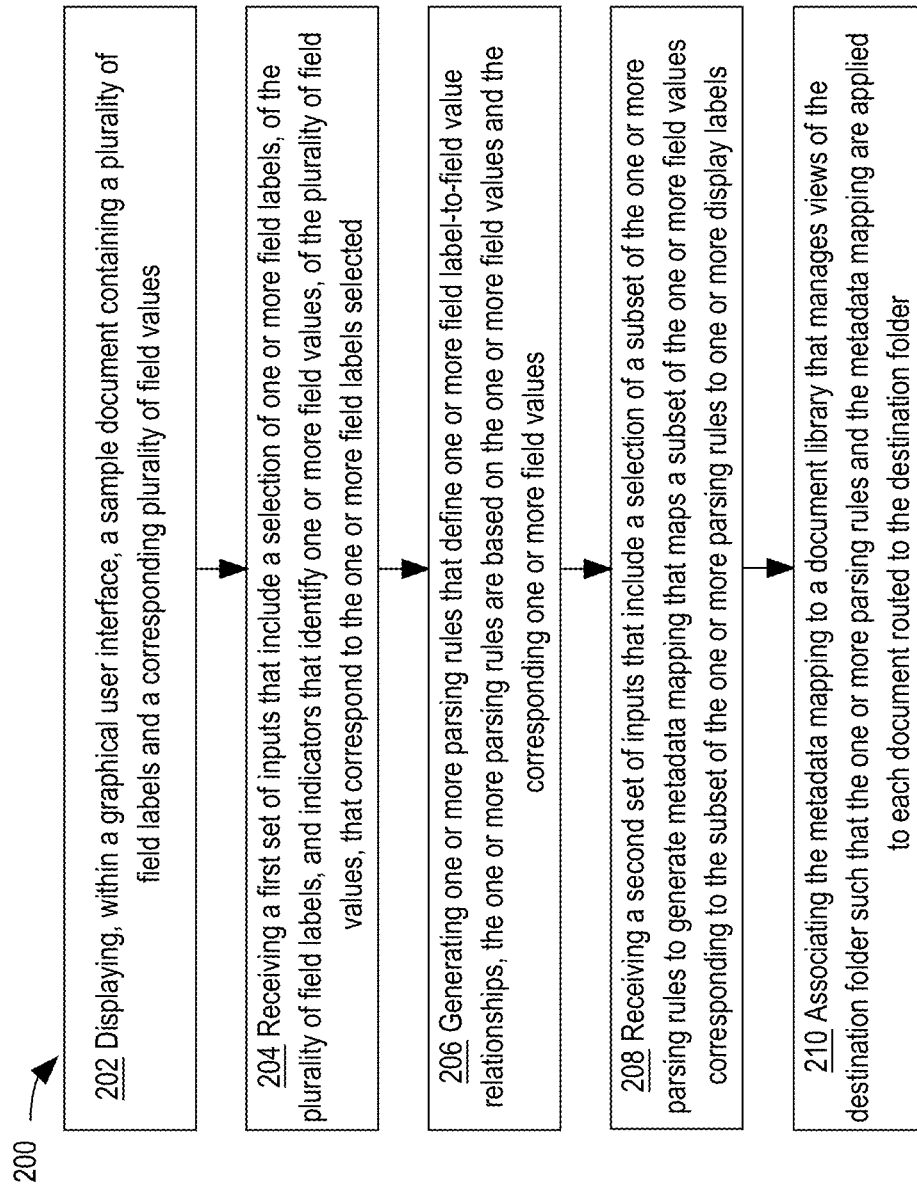 200
202 Displaying, within a graphical user interface, a sample document containing a plurality of
field labels and a corresponding plurality of field values
204 Receiving a first set of inputs that include a selection of one or more field labels, of the
plurality of field labels, and indicators that identify one or more field values, of the plurality of field
values, that correspond to the one or more field labels selected
206 Generating one or more parsing rules that define one or more field label-to-field value
relationships, the one or more parsing rules are based on the one or more field values and the
corresponding one or more field values
208 Receiving a second set of inputs that include a selection of a subset of the one or more
parsing rules to generate metadata mapping that maps a subset of the one or more field values
corresponding to the subset of the one or more parsing rules to one or more display labels
210 Associating the metadata mapping to a document library that manages views of the
destination folder such that the one or more parsing rules and the metadata mapping are applied
to each document routed to the destination folder